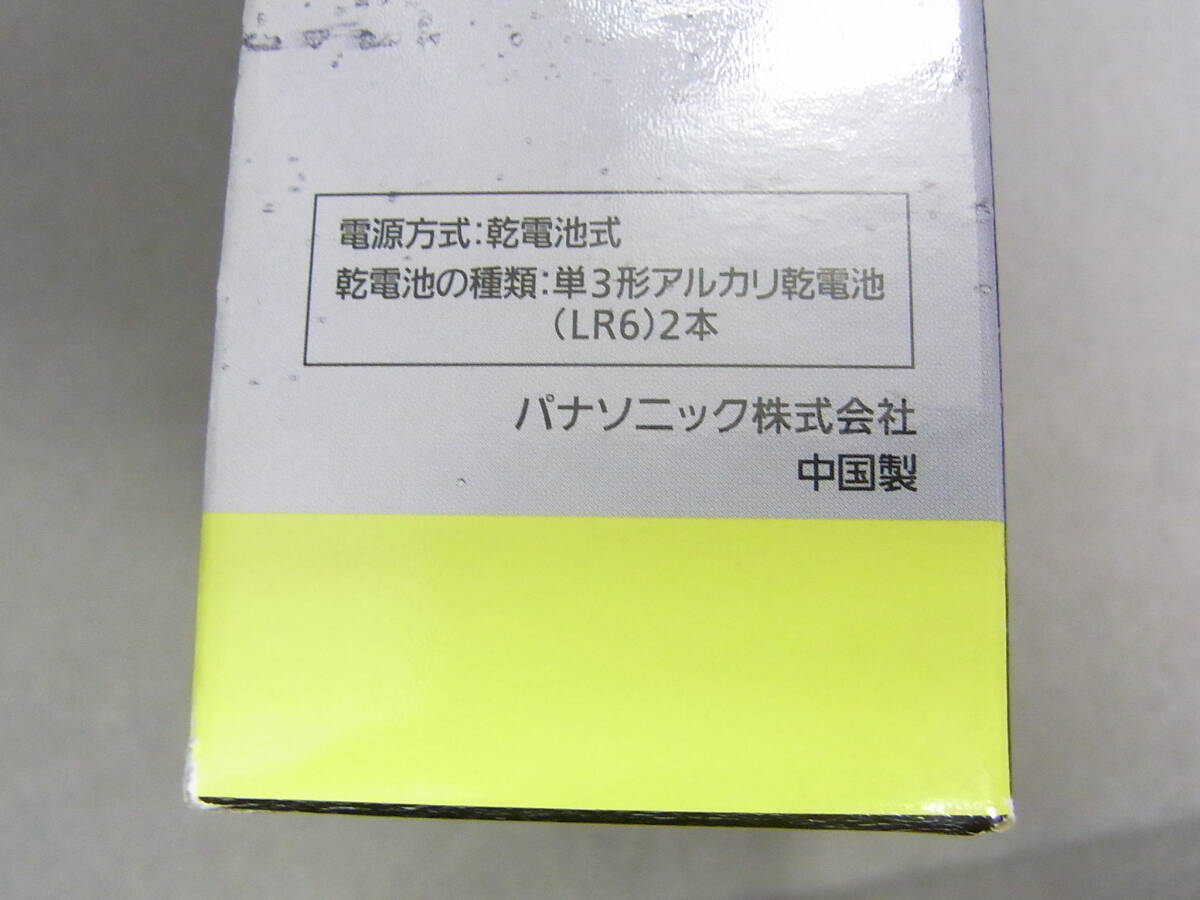 電源方式：乾電池式
乾電池の種類：単3形アルカリ乾電池
（LR6）2本
パナソニック株式会社
中国製